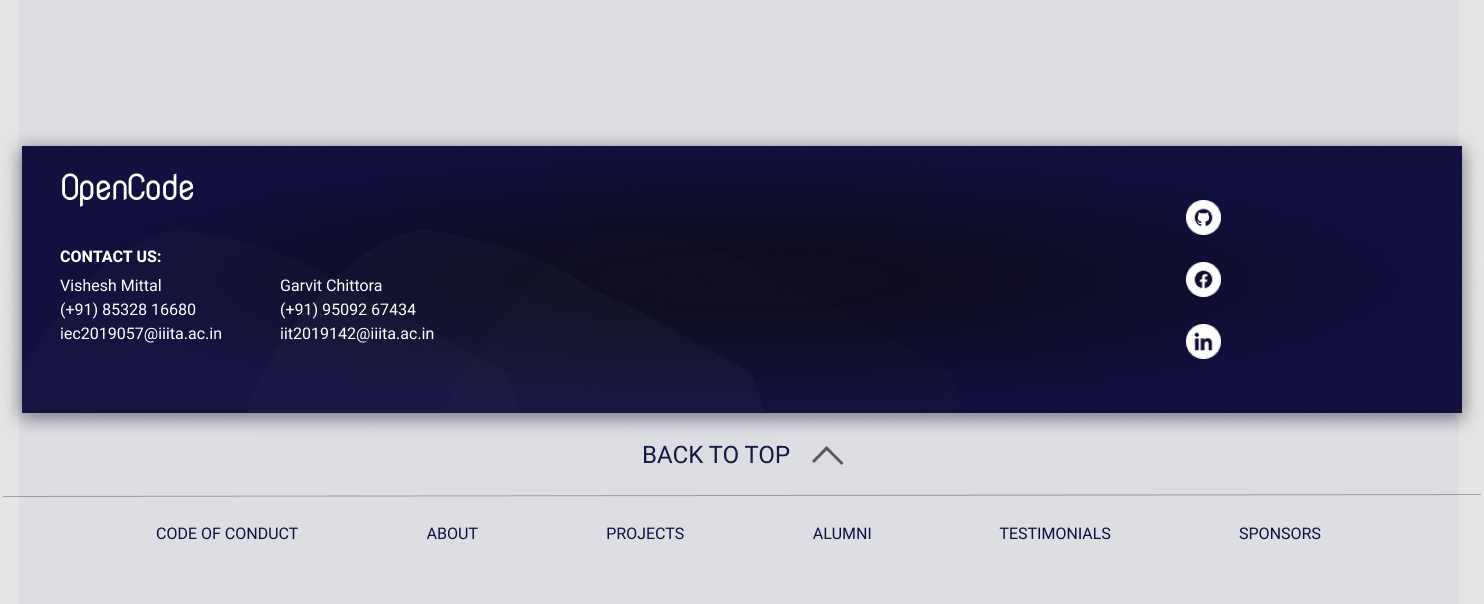 OpenCode
CONTACT US:
Vishesh Mittal
(+91) 85328 16680
iec2019057@iiita.ac.in
Garvit Chittora
(+91) 95092 67434
iit2019142@iiita.ac.in
in
BACK TO TOP
CODE OF CONDUCT
ABOUT
PROJECTS
ALUMNI
TESTIMONIALS
SPONSORS